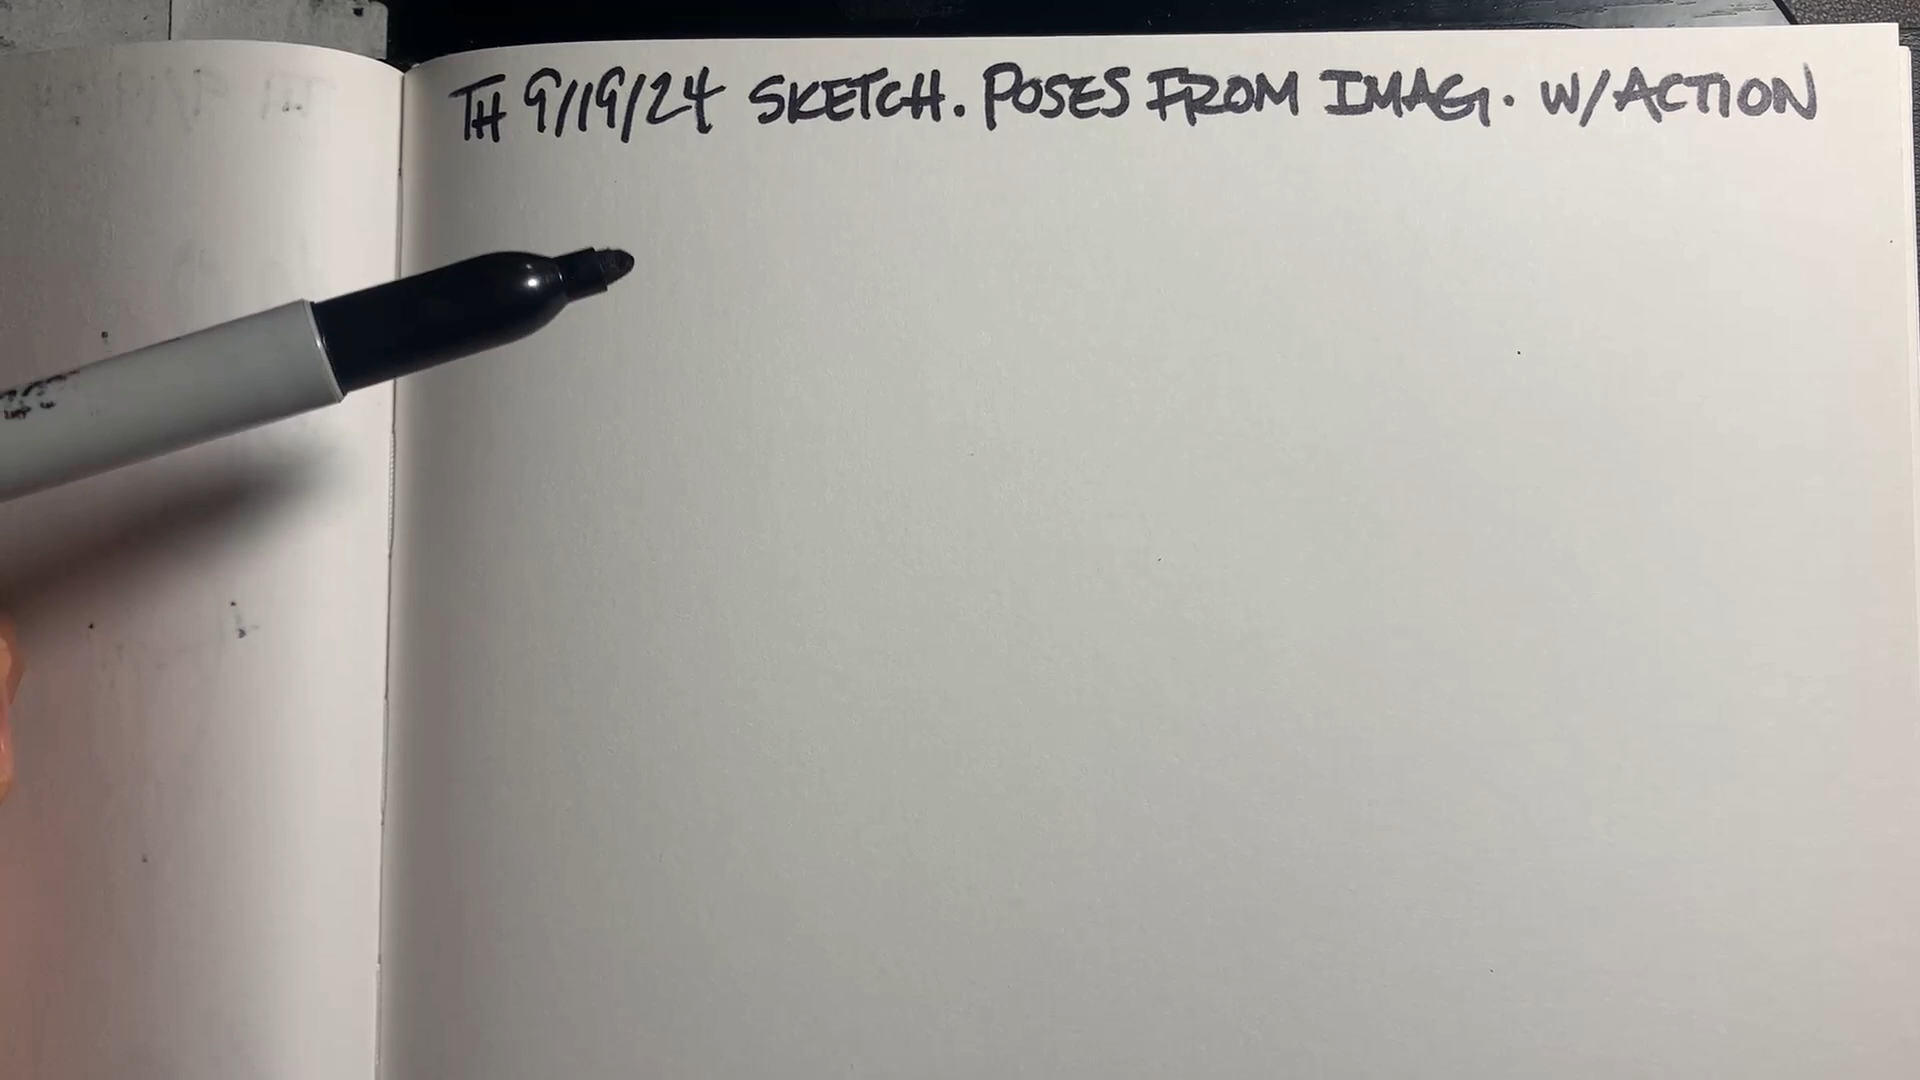 TH 9/19/24 SKETCH. POSES FROM IMAG. W/ACTION